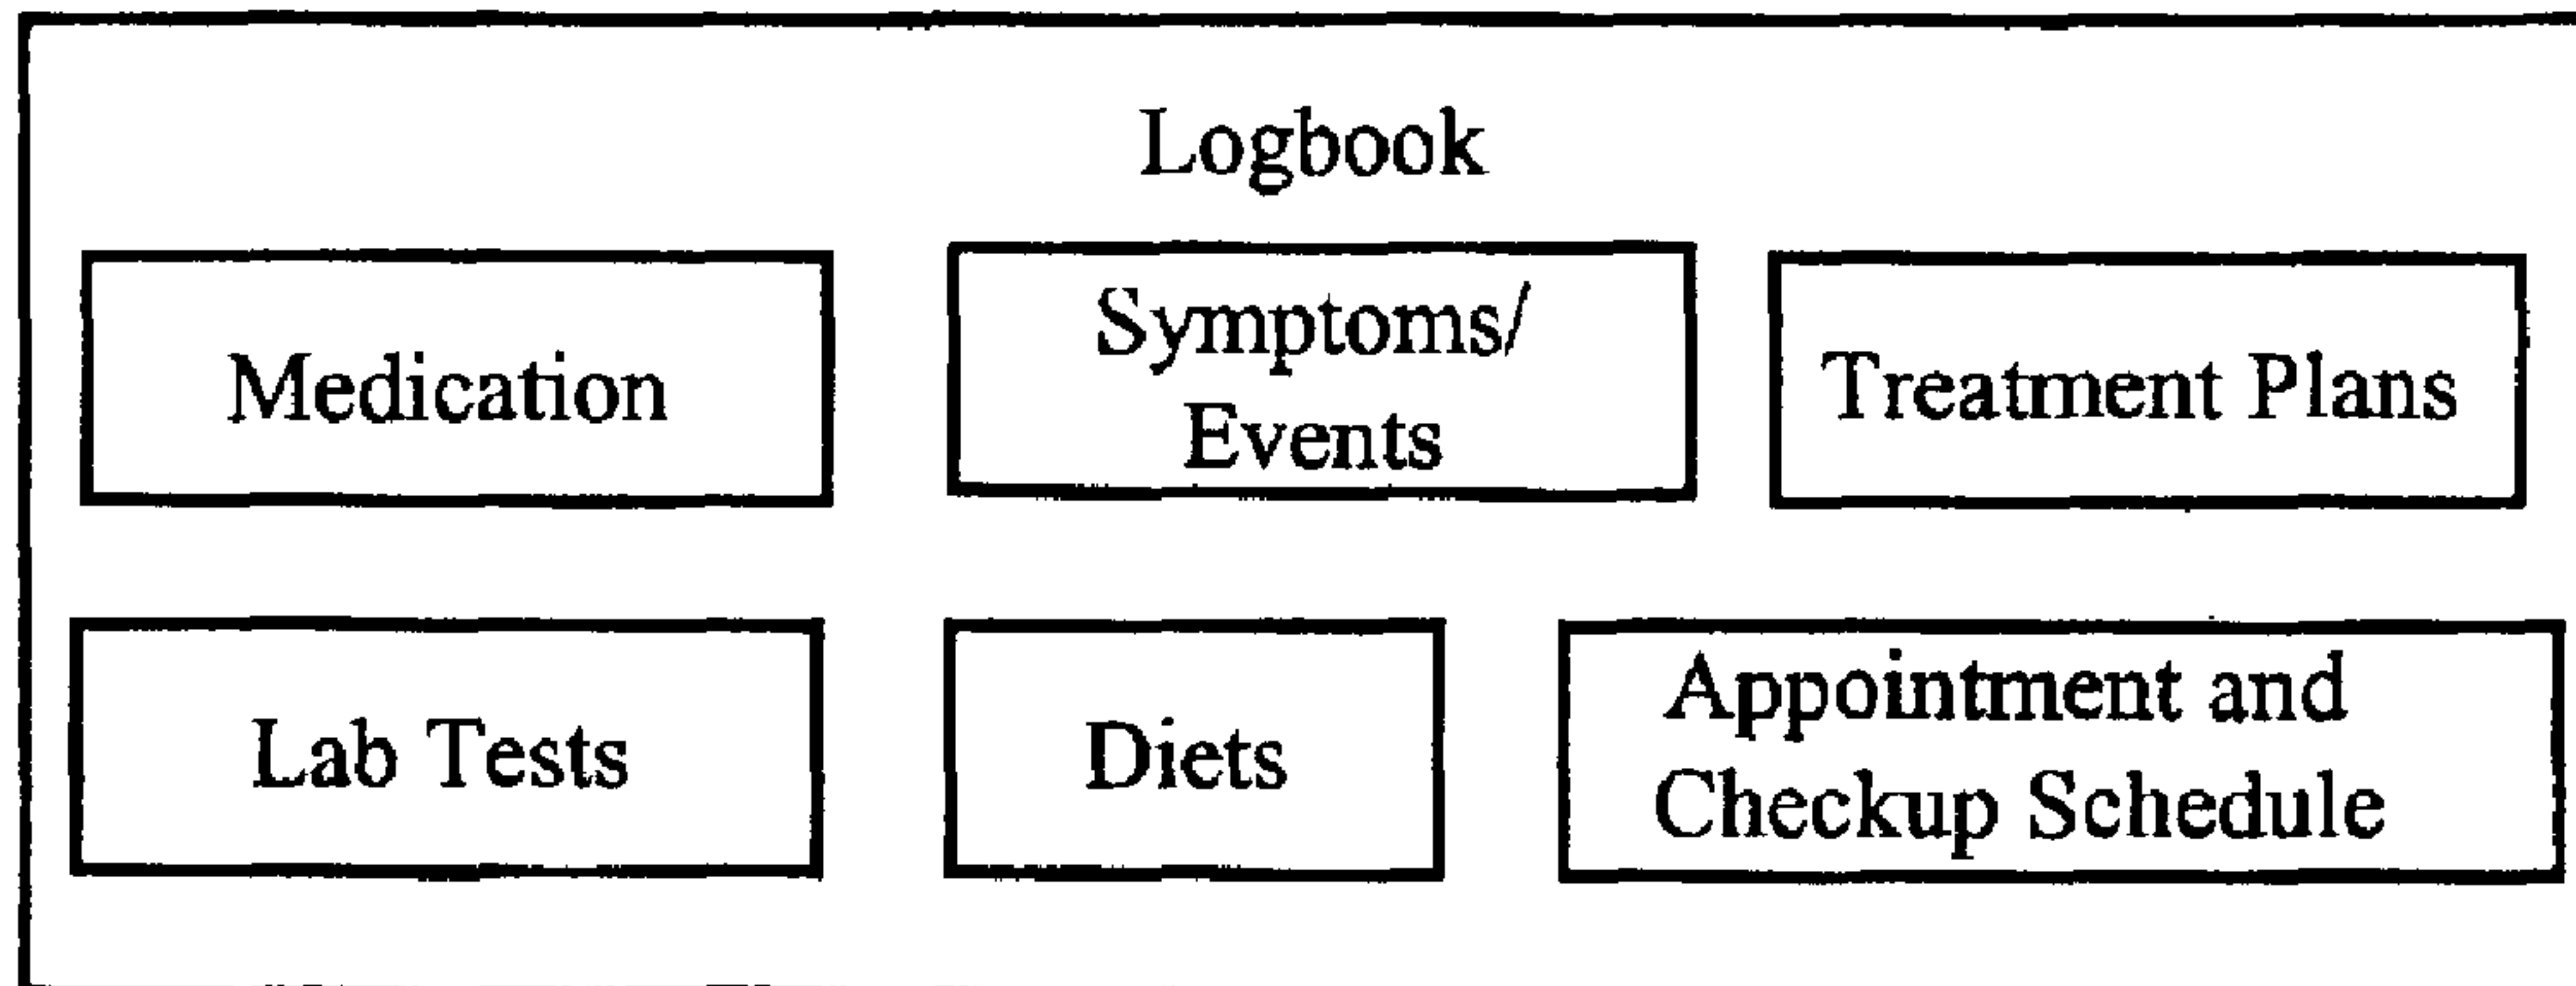 Logbook
Medication
Symptoms/
Events
Treatment Plans
Lab Tests
Diets
Appointment and
Checkup Schedule